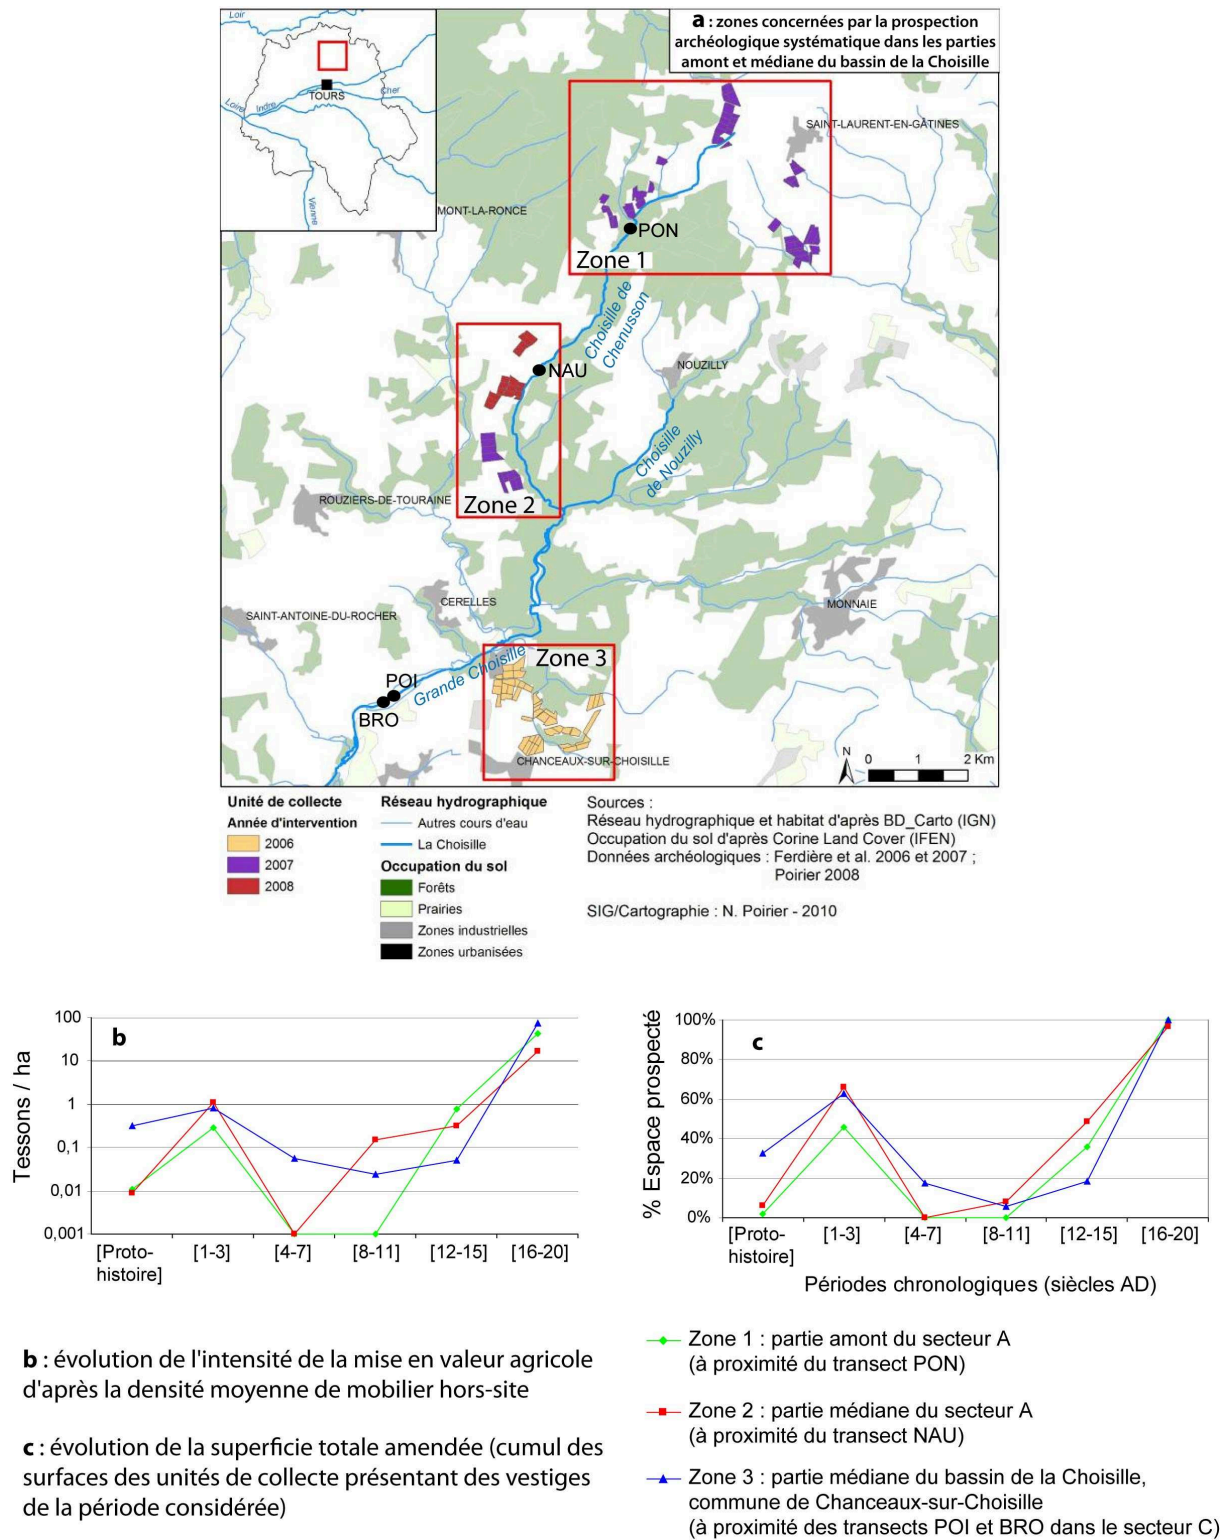 a : zones concernées par la prospection
archéologique systématique dans les parties
amont et médiane du bassin de la Choisille
Loir
TOURS
Cher
Loire
Indre
Vienne
SAINT-LAURENT-EN-GÂTINES
MONT-LA-RONCE
PON
Zone 1
Choisille de
Chenusson
NAU
NOUZILLY
Choisille
de Nouzilly
ROUZIERS-DE-TOURAINE
Zone 2
CERELLES
MONNAIE
SAINT-ANTOINE-DU-ROCHER
Zone 3
Grande Choisille
POI
BRO
CHANCEAUX-SUR-CHOISILLE
N
0 1 2 Km
Unité de collecte
Année d'intervention
2006
2007
2008
Réseau hydrographique
Autres cours d'eau
La Choisille
Occupation du sol
Forêts
Prairies
Zones industrielles
Zones urbanisées
Sources :
Réseau hydrographique et habitat d'après BD_Carto (IGN)
Occupation du sol d'après Corine Land Cover (IFEN)
Données archéologiques : Ferdière et al. 2006 et 2007 ;
Poirier 2008
SIG/Cartographie : N. Poirier - 2010
b
Tessons / ha
100
10
1
0,1
0,01
0,001
[Proto-
histoire]
[1-3]
[4-7]
[8-11]
[12-15]
[16-20]
c
% Espace prospecté
100%
80%
60%
40%
20%
0%
[Proto-
histoire]
[1-3]
[4-7]
[8-11]
[12-15]
[16-20]
Périodes chronologiques (siècles AD)
b : évolution de l'intensité de la mise en valeur agricole
d'après la densité moyenne de mobilier hors-site
c : évolution de la superficie totale amendée (cumul des
surfaces des unités de collecte présentant des vestiges
de la période considérée)
Zone 1 : partie amont du secteur A
(à proximité du transect PON)
Zone 2 : partie médiane du secteur A
(à proximité du transect NAU)
Zone 3 : partie médiane du bassin de la Choisille,
commune de Chanceaux-sur-Choisille
(à proximité des transects POI et BRO dans le secteur C)